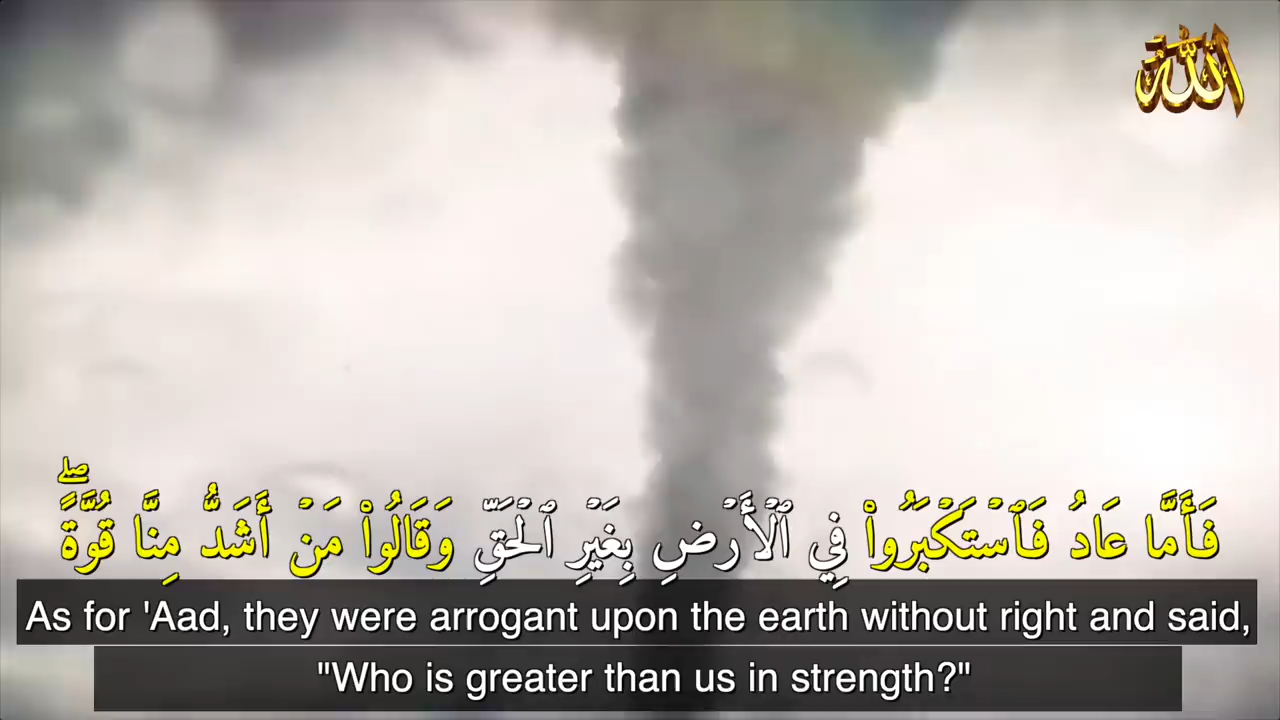 الله
فَأَمَّا عَادٌ فَٱسْتَكْبَرُوا۟ فِي ٱلْأَرْضِ بِغَيْرِ ٱلْحَقِّ وَقَالُوا۟ مَنْ أَشَدُّ مِنَّا قُوَّةً ۖ
As for 'Aad, they were arrogant upon the earth without right and said,
"Who is greater than us in strength?"